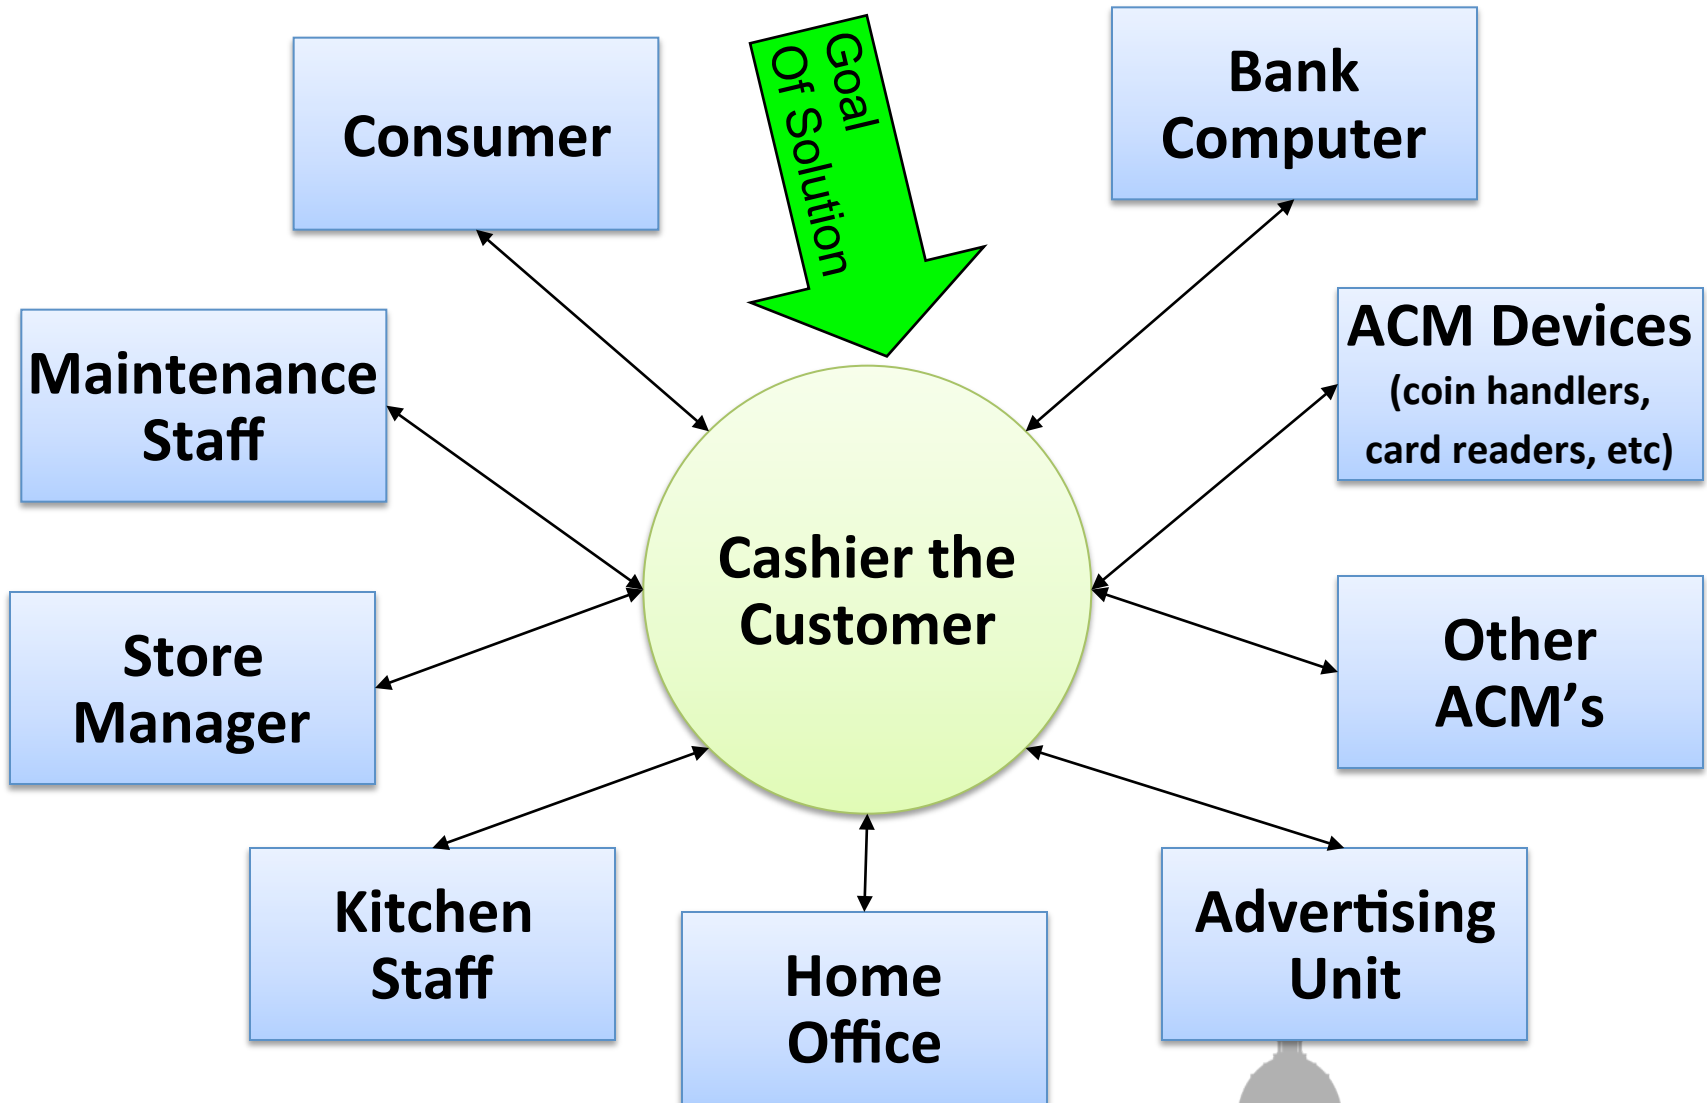 Consumer
Goal
Of Solution
Bank
Computer
Maintenance
Staff
ACM Devices
(coin handlers,
card readers, etc)
Cashier the
Customer
Store
Manager
Other
ACM’s
Kitchen
Staff
Home
Office
Advertising
Unit